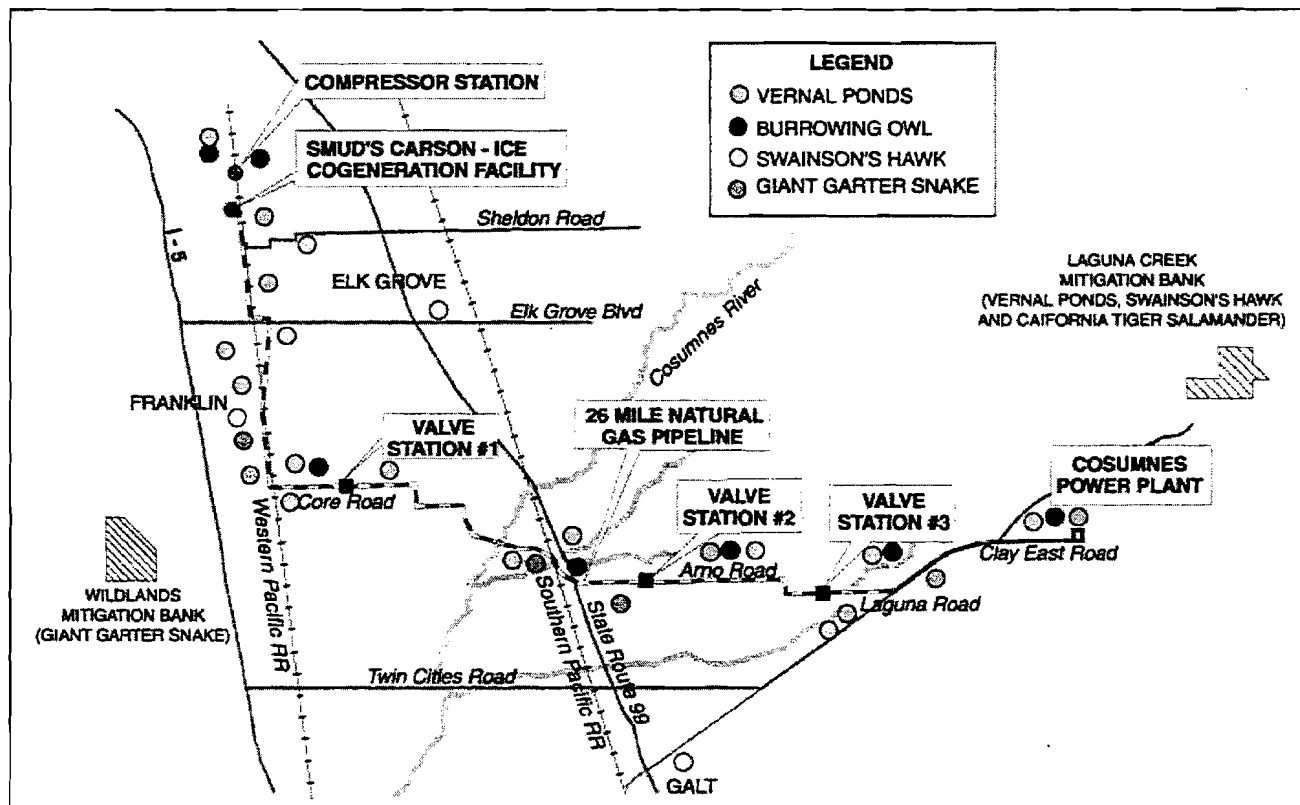 COMPRESSOR STATION
SMUD'S CARSON - ICE
COGENERATION FACILITY
LEGEND
VERNAL PONDS
BURROWING OWL
SWAINSON'S HAWK
GIANT GARTER SNAKE
I-5
Sheldon Road
ELK GROVE
Elk Grove Blvd
Cosumnes River
LAGUNA CREEK
MITIGATION BANK
(VERNAL PONDS, SWAINSON'S HAWK
AND CAIFORNIA TIGER SALAMANDER)
FRANKLIN
VALVE
STATION #1
26 MILE NATURAL
GAS PIPELINE
VALVE
STATION #2
VALVE
STATION #3
COSUMNES
POWER PLANT
Core Road
Western Pacific RR
Arno Road
Clay East Road
Laguna Road
WILDLANDS
MITIGATION BANK
(GIANT GARTER SNAKE)
Southern Pacific RR
State Route 99
Twin Cities Road
GALT